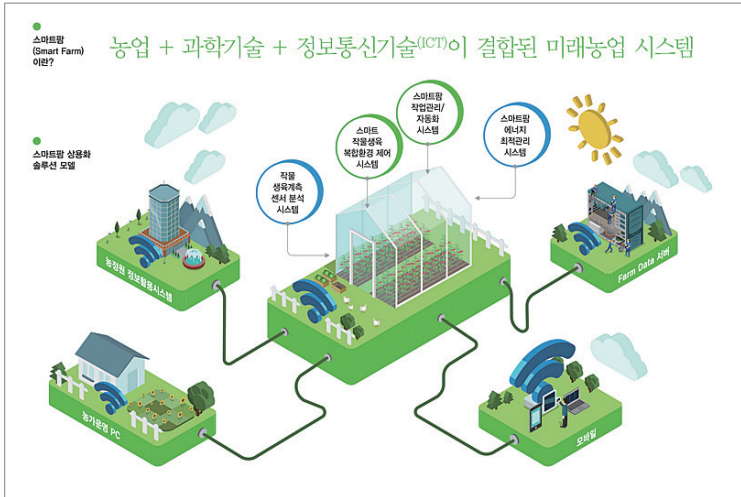 스마트팜
(Smart Farm)
이란?
농업 + 과학기술 + 정보통신기술(ICT)이 결합된 미래농업 시스템
스마트팜 상용화
솔루션 모델
작물
생육계측
센서 분석
시스템
스마트
작물생육
복합환경 제어
시스템
스마트팜
작업관리/
자동화
시스템
스마트팜
에너지
최적관리
시스템
농정원 정보활용시스템
Farm Data 서버
농가운영 PC
모바일